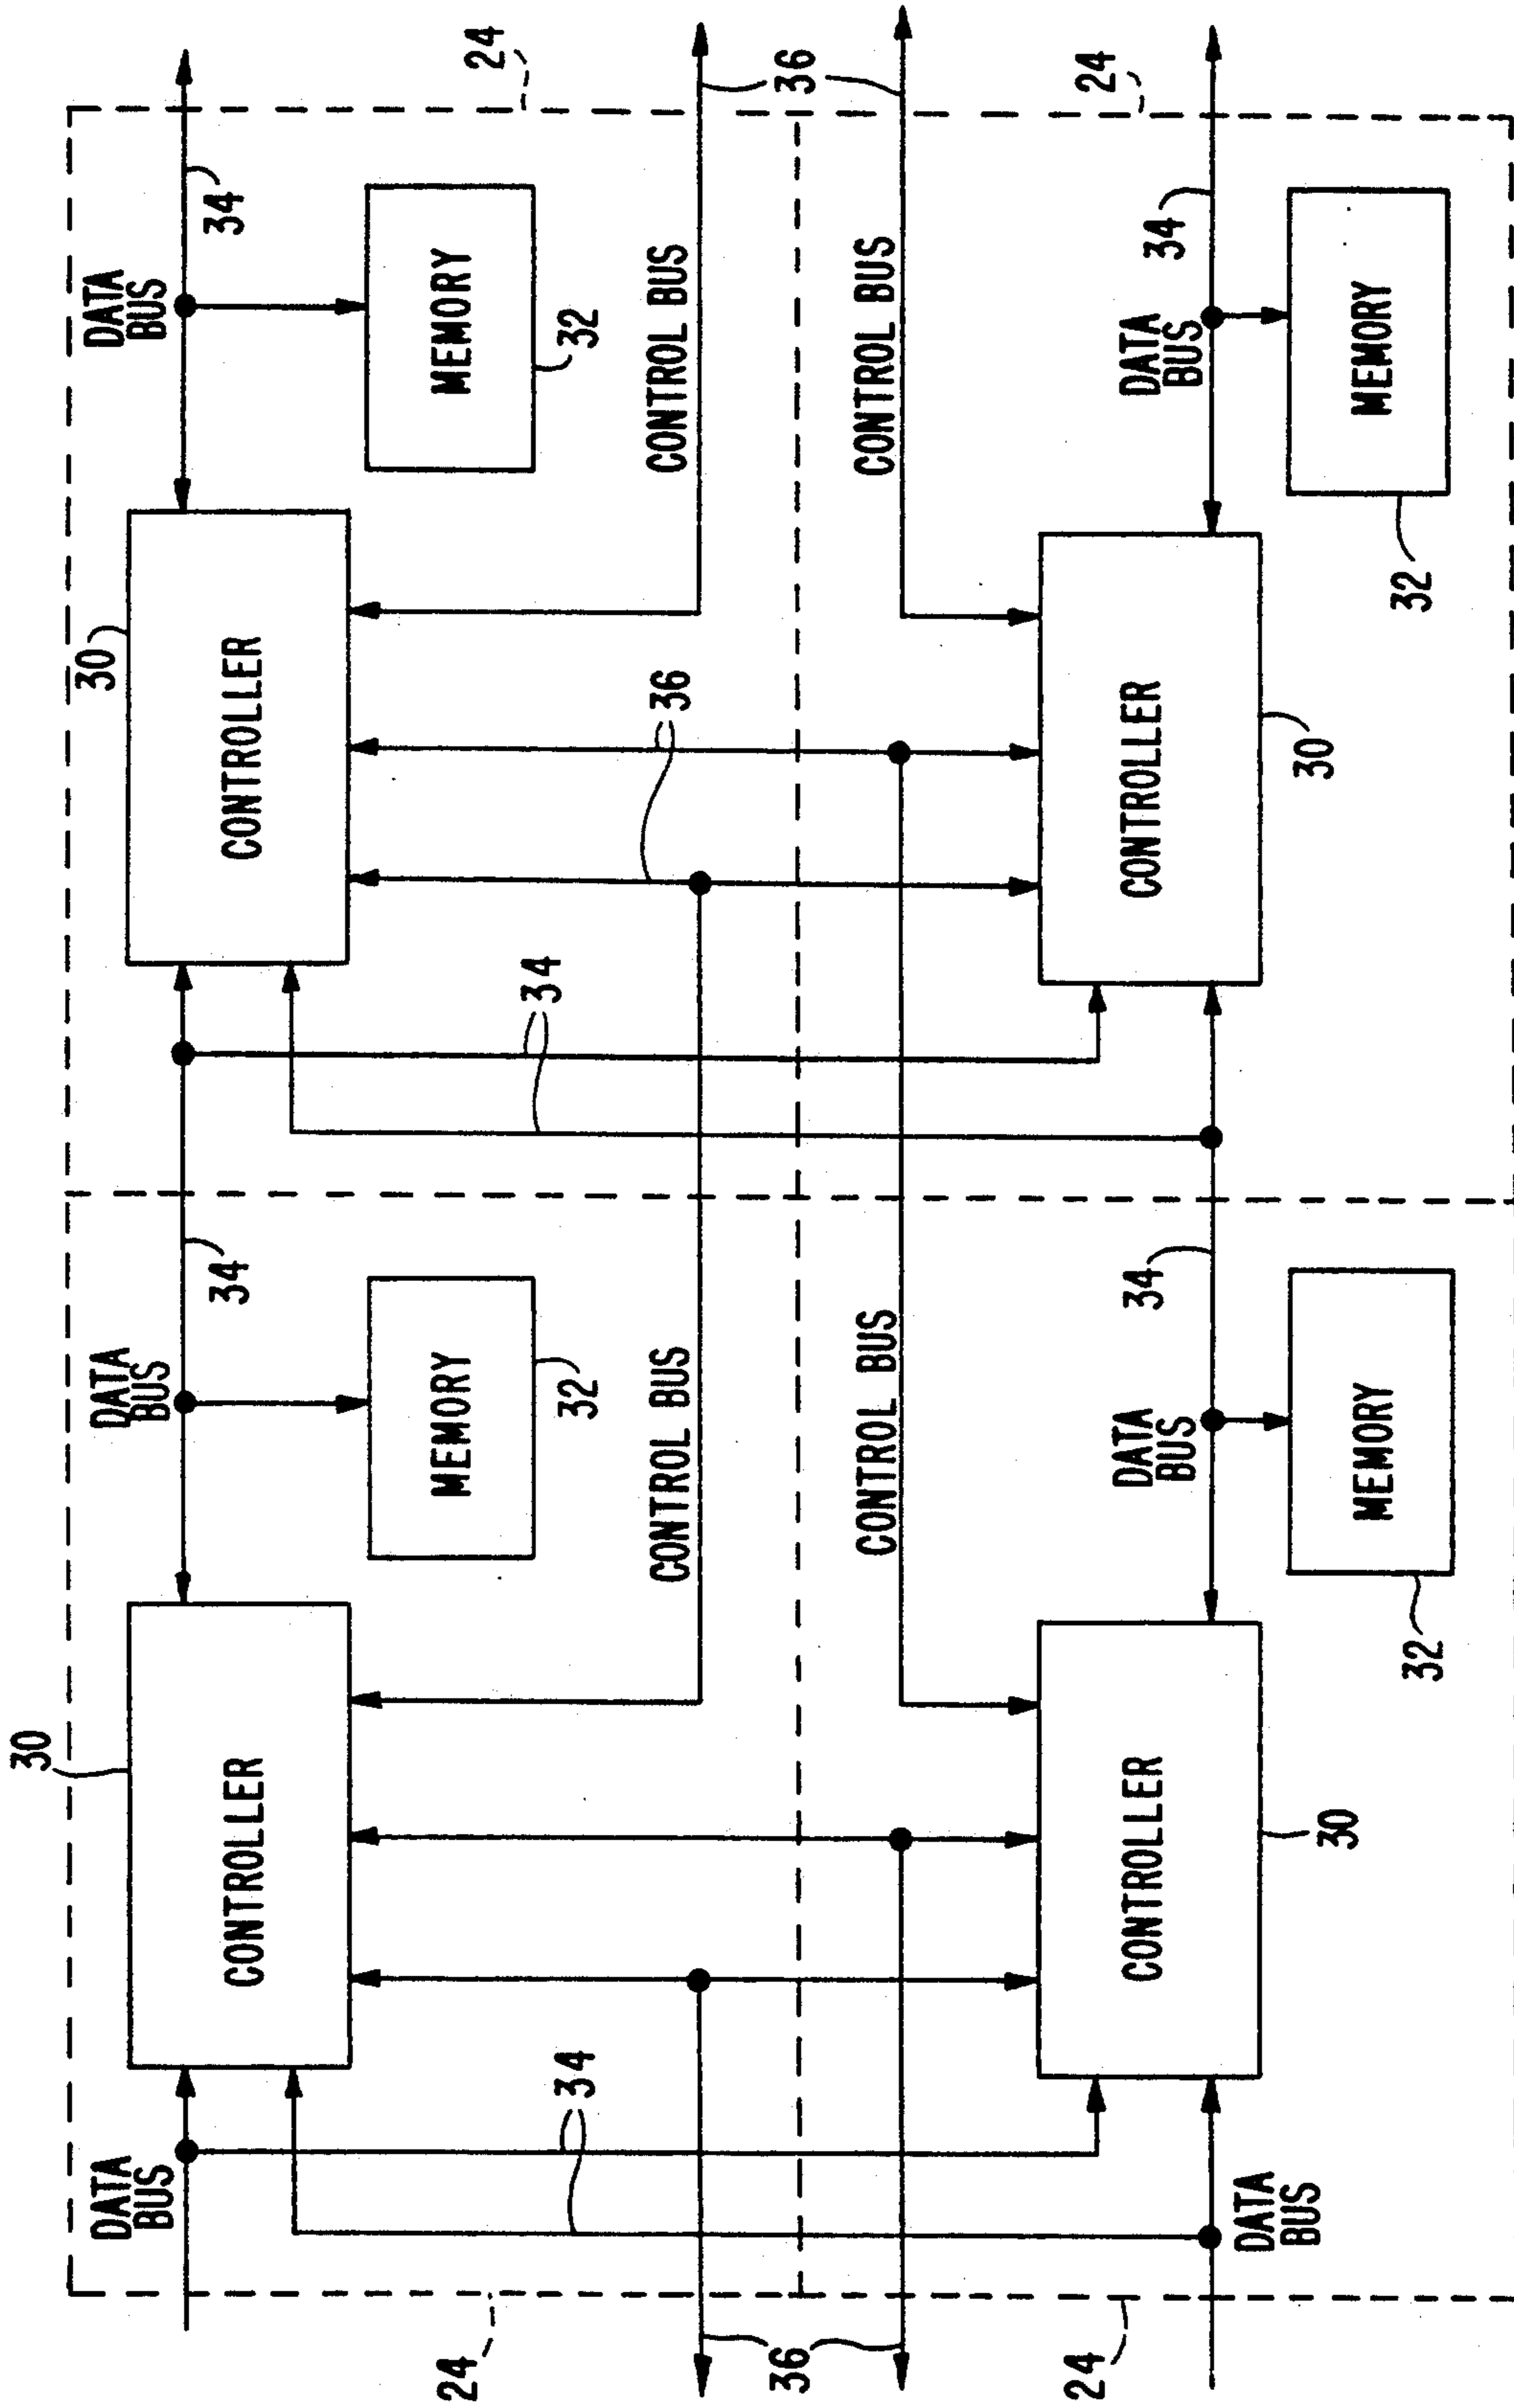 30
30
DATA
BUS
DATA
BUS
DATA
BUS
34
34
CONTROLLER
CONTROLLER
MEMORY
MEMORY
24
24
34
34
32
32
CONTROL BUS
36
CONTROL BUS
36
36
CONTROL BUS
CONTROL BUS
24
24
DATA
BUS
34
DATA
BUS
34
CONTROLLER
CONTROLLER
DATA
BUS
30
30
MEMORY
MEMORY
32
32